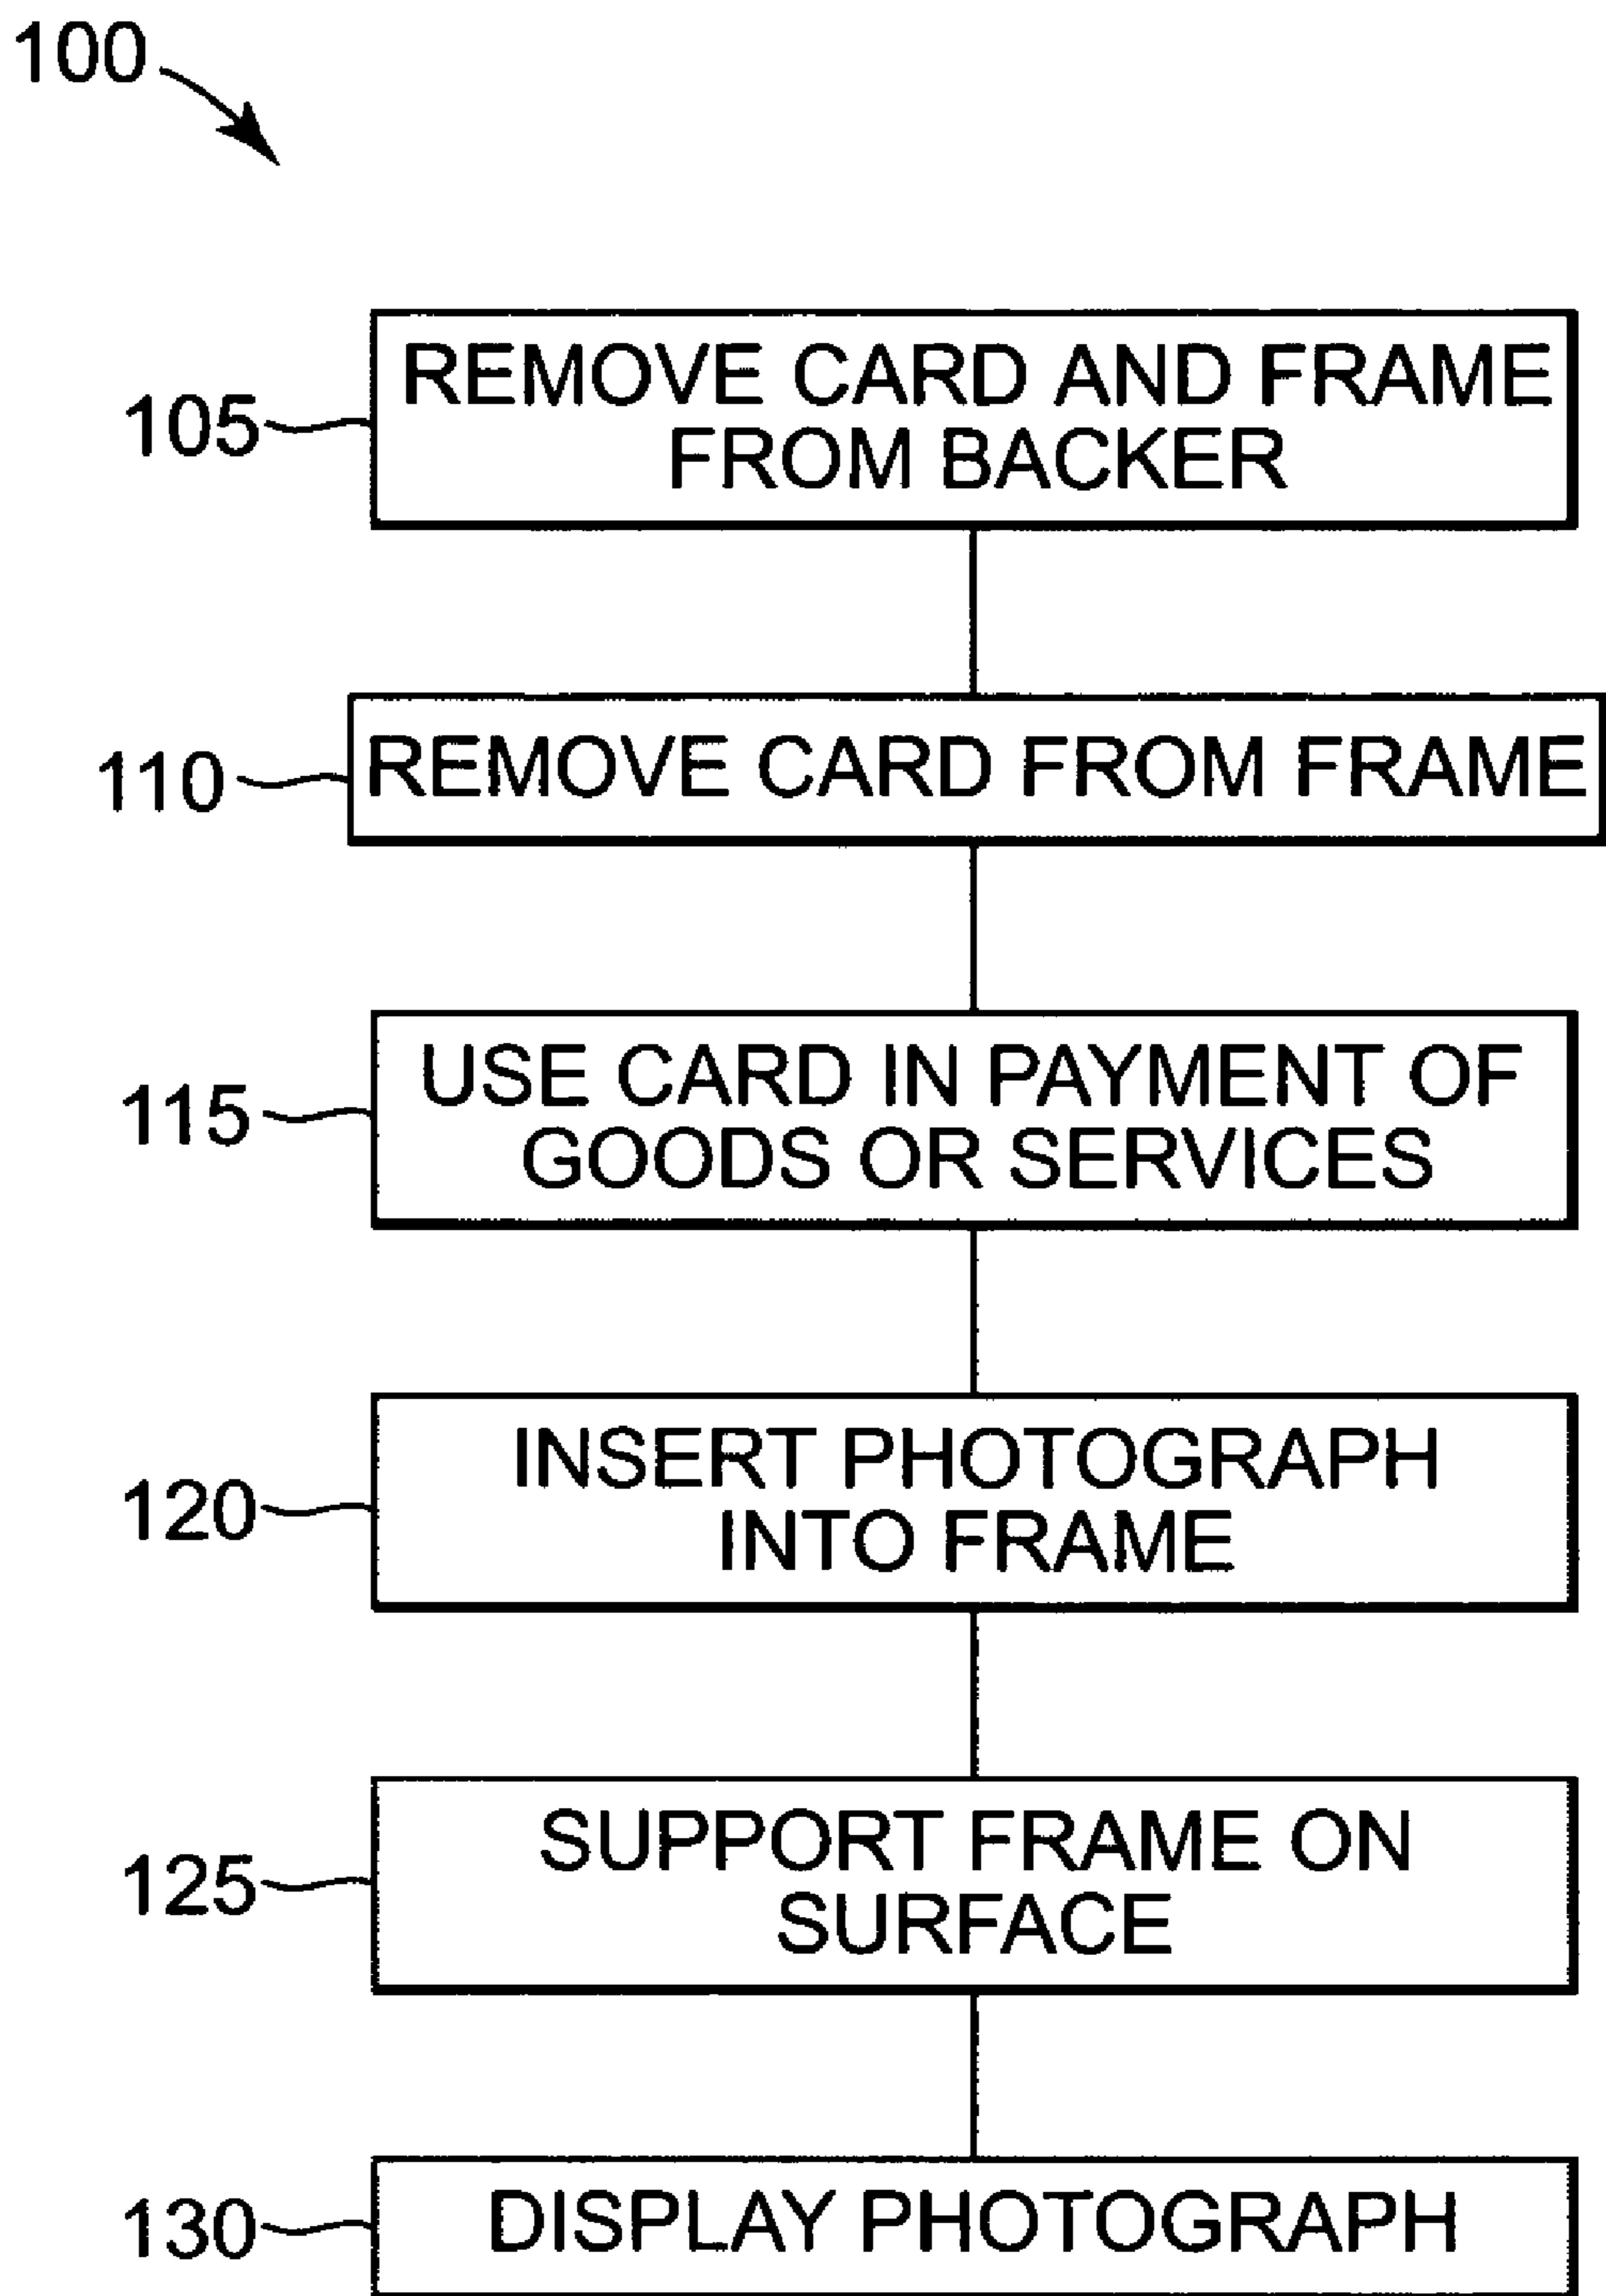 100
105
REMOVE CARD AND FRAME
FROM BACKER
110
REMOVE CARD FROM FRAME
115
USE CARD IN PAYMENT OF
GOODS OR SERVICES
120
INSERT PHOTOGRAPH
INTO FRAME
125
SUPPORT FRAME ON
SURFACE
130
DISPLAY PHOTOGRAPH